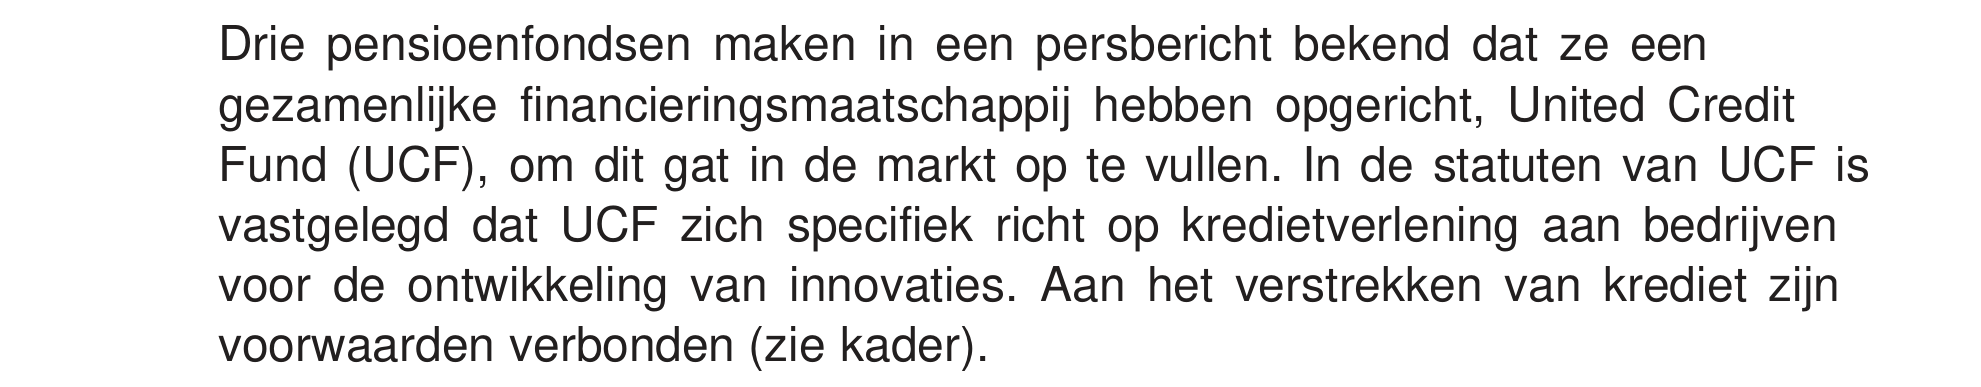 Drie pensioenfondsen maken in een persbericht bekend dat ze een
gezamenlijke financieringsmaatschappij hebben opgericht, United Credit
Fund (UCF), om dit gat in de markt op te vullen. In de statuten van UCF is
vastgelegd dat UCF zich specifiek richt op kredietverlening aan bedrijven
voor de ontwikkeling van innovaties. Aan het verstrekken van krediet zijn
voorwaarden verbonden (zie kader).